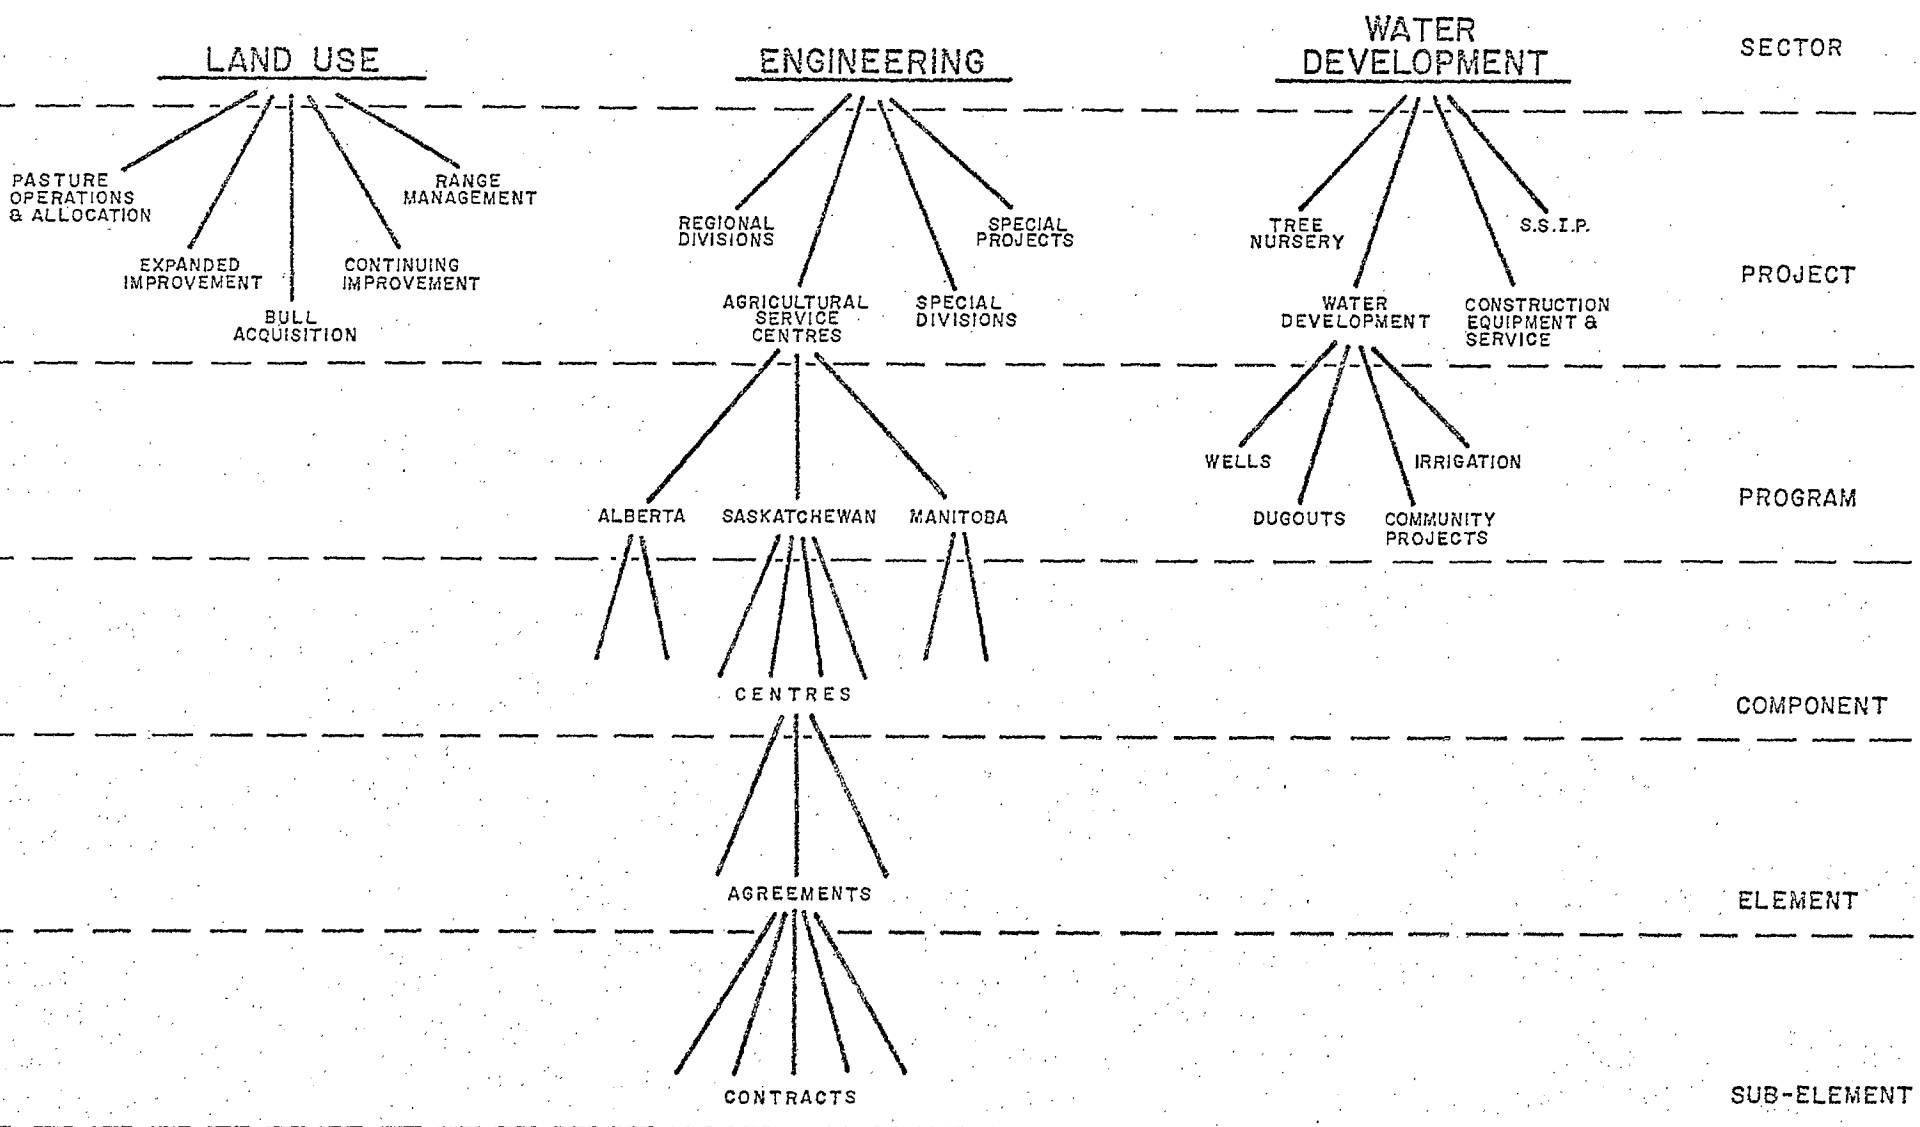 LAND USE
ENGINEERING
WATER
DEVELOPMENT
SECTOR
PASTURE
OPERATIONS
& ALLOCATION
EXPANDED
IMPROVEMENT
BULL
ACQUISITION
CONTINUING
IMPROVEMENT
RANGE
MANAGEMENT
REGIONAL
DIVISIONS
AGRICULTURAL
SERVICE
CENTRES
SPECIAL
DIVISIONS
SPECIAL
PROJECTS
TREE
NURSERY
WATER
DEVELOPMENT
CONSTRUCTION
EQUIPMENT &
SERVICE
S.S.I.P.
PROJECT
ALBERTA
SASKATCHEWAN
MANITOBA
WELLS
DUGOUTS
COMMUNITY
PROJECTS
IRRIGATION
PROGRAM
CENTRES
COMPONENT
AGREEMENTS
ELEMENT
CONTRACTS
SUB-ELEMENT